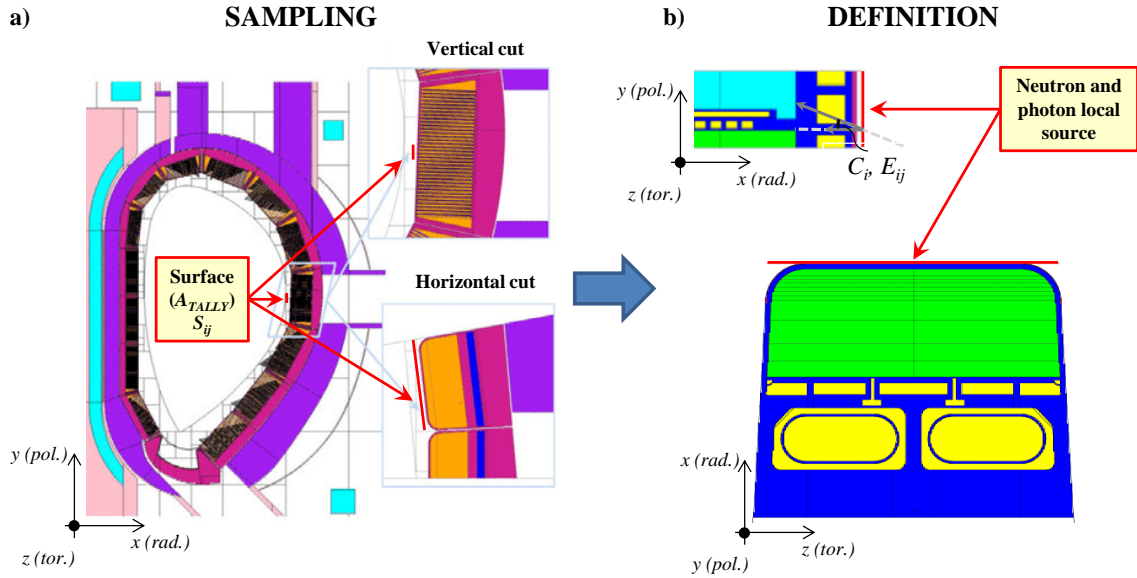 a)
SAMPLING
Vertical cut
Surface
(A_TALLY)
S_ij
Horizontal cut
y (pol.)
x (rad.)
z (tor.)
b)
DEFINITION
y (pol.)
x (rad.)
z (tor.)
C_i, E_ij
Neutron and
photon local
source
x (rad.)
z (tor.)
y (pol.)